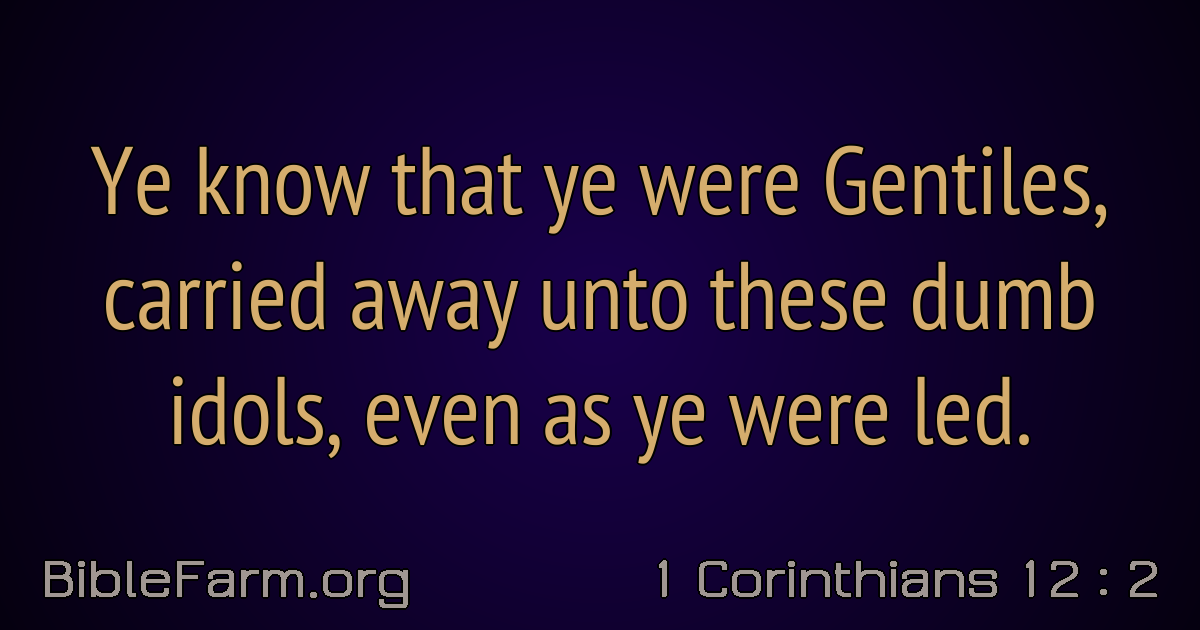 Ye know that ye were Gentiles,
carried away unto these dumb
idols, even as ye were led.
BibleFarm.org
1 Corinthians 12 : 2